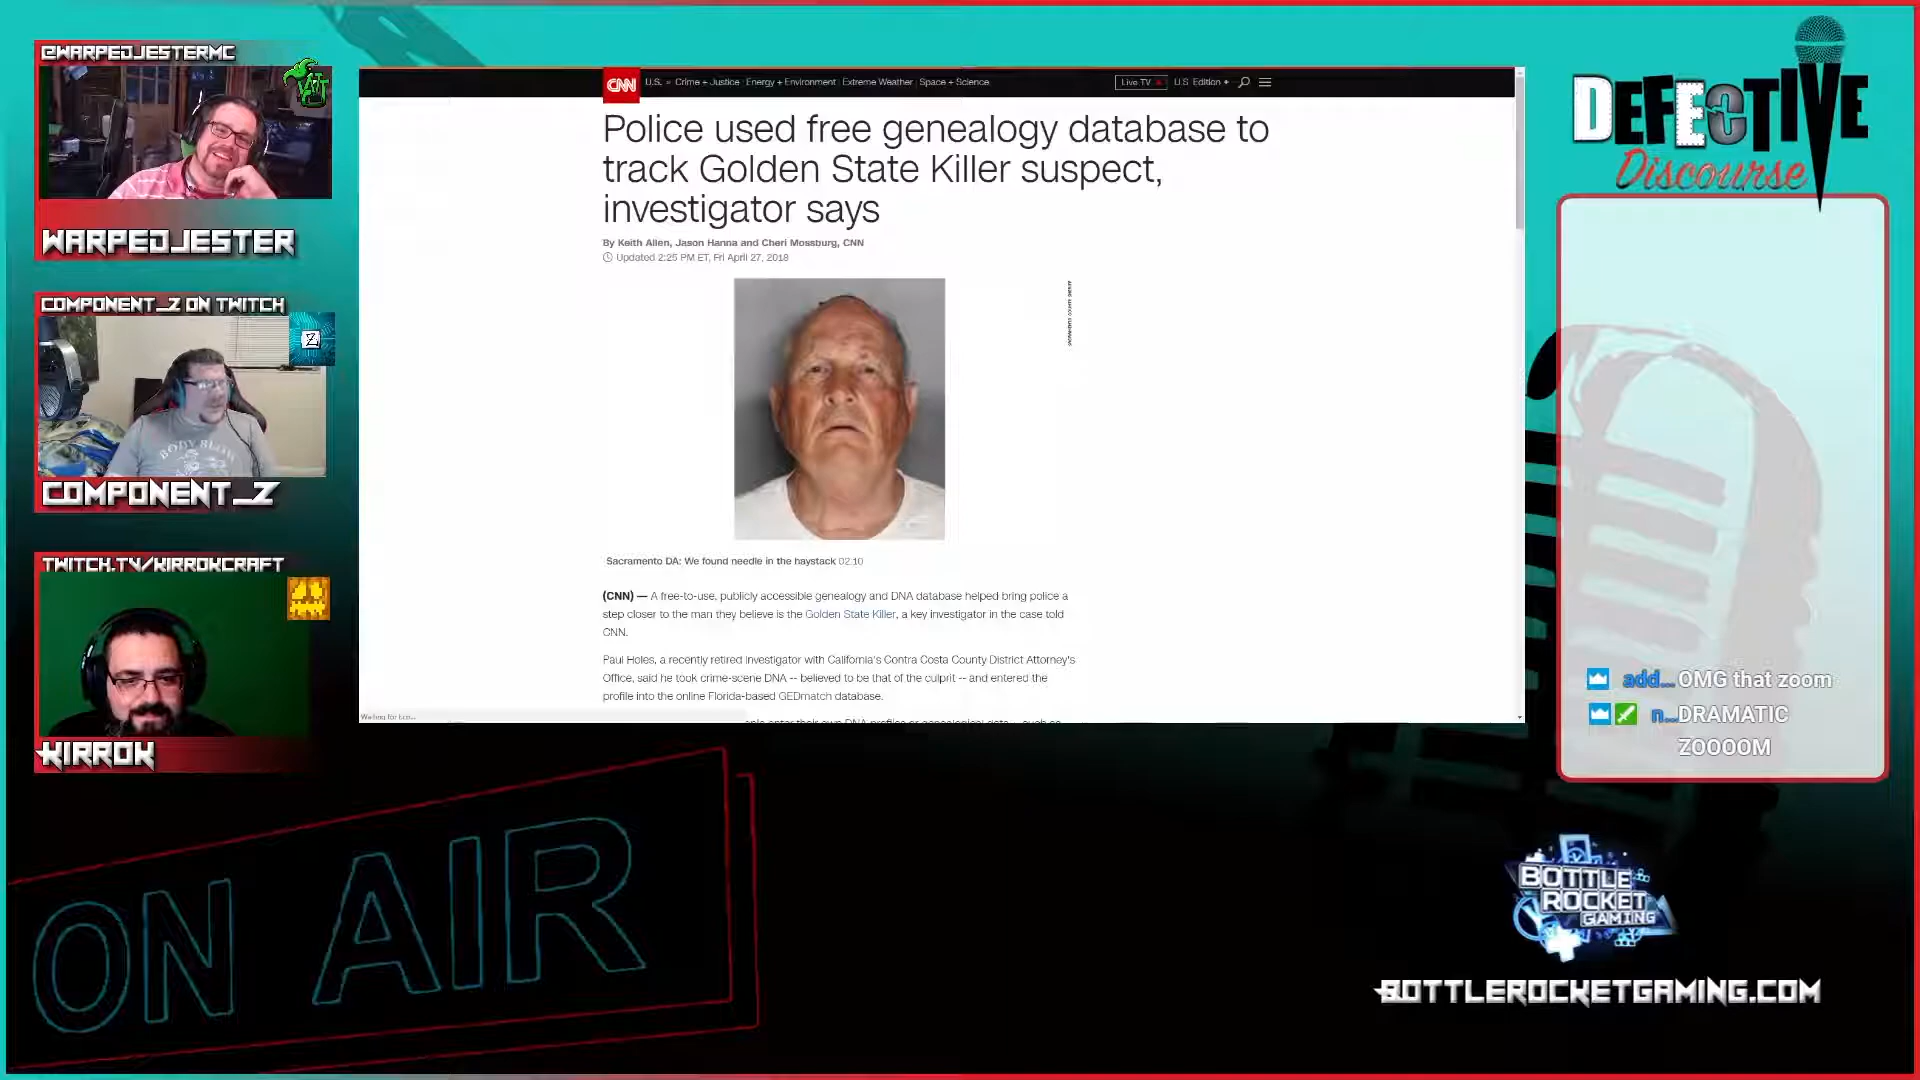 @WARPEDJESTERMC
WARPEDJESTER
COMPONENT_Z ON TWITCH
Z
BODY BLOW
COMPONENT_Z
TWITCH.TV/KIRROKCRAFT
KIRROK
CNN U.S. » Crime + Justice Energy + Environment Extreme Weather Space + Science Live TV U.S. Edition +
Police used free genealogy database to
track Golden State Killer suspect,
investigator says
By Keith Allen, Jason Hanna and Cheri Mossburg, CNN
Updated 2:25 PM ET, Fri April 27, 2018
Sacramento DA: We found needle in the haystack 02:10
(CNN) — A free-to-use, publicly accessible genealogy and DNA database helped bring police a
step closer to the man they believe is the Golden State Killer, a key investigator in the case told
CNN.
Paul Holes, a recently retired investigator with California's Contra Costa County District Attorney's
Office, said he took crime-scene DNA -- believed to be that of the culprit -- and entered the
profile into the online Florida-based GEDmatch database.
DEFECTIVE
Discourse
add... OMG that zoom
n... DRAMATIC
ZOOOOM
ON AIR
BOTTLE
ROCKET
GAMING
BOTTLEROCKETGAMING.COM